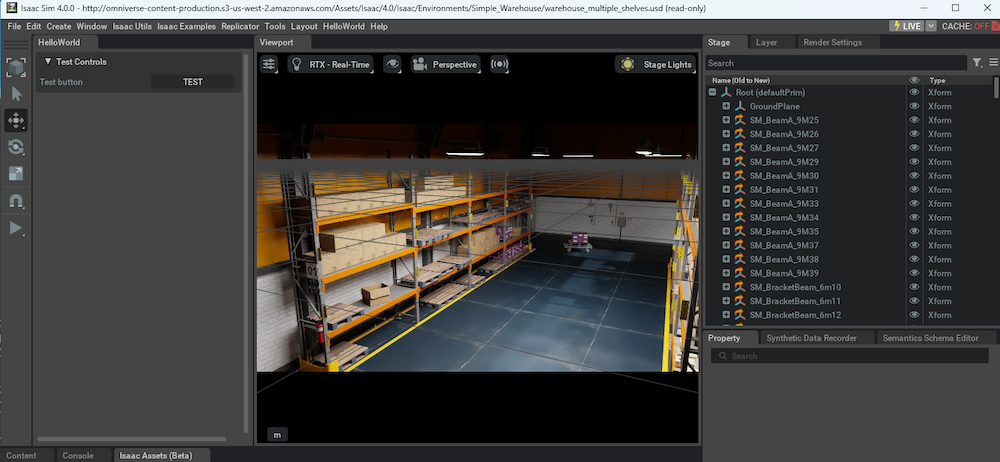 Isaac Sim 4.0.0 - http://omniverse-content-production.s3-us-west-2.amazonaws.com/Assets/Isaac/4.0/Isaac/Environments/Simple_Warehouse/warehouse_multiple_shelves.usd (read-only)
File Edit Create Window Isaac Utils Isaac Examples Replicator Tools Layout HelloWorld Help
LIVE CACHE: OFF
HelloWorld
Test Controls
Test button TEST
Viewport
RTX - Real-Time Perspective Stage Lights
m
Stage Layer Render Settings
Search
Name (Old to New) Type
Root (defaultPrim) Xform
GroundPlane Xform
SM_BeamA_9M25 Xform
SM_BeamA_9M26 Xform
SM_BeamA_9M27 Xform
SM_BeamA_9M29 Xform
SM_BeamA_9M30 Xform
SM_BeamA_9M31 Xform
SM_BeamA_9M33 Xform
SM_BeamA_9M34 Xform
SM_BeamA_9M35 Xform
SM_BeamA_9M37 Xform
SM_BeamA_9M38 Xform
SM_BeamA_9M39 Xform
SM_BracketBeam_6m10 Xform
SM_BracketBeam_6m11 Xform
SM_BracketBeam_6m12 Xform
Property Synthetic Data Recorder Semantics Schema Editor
Search
Content Console Isaac Assets (Beta)